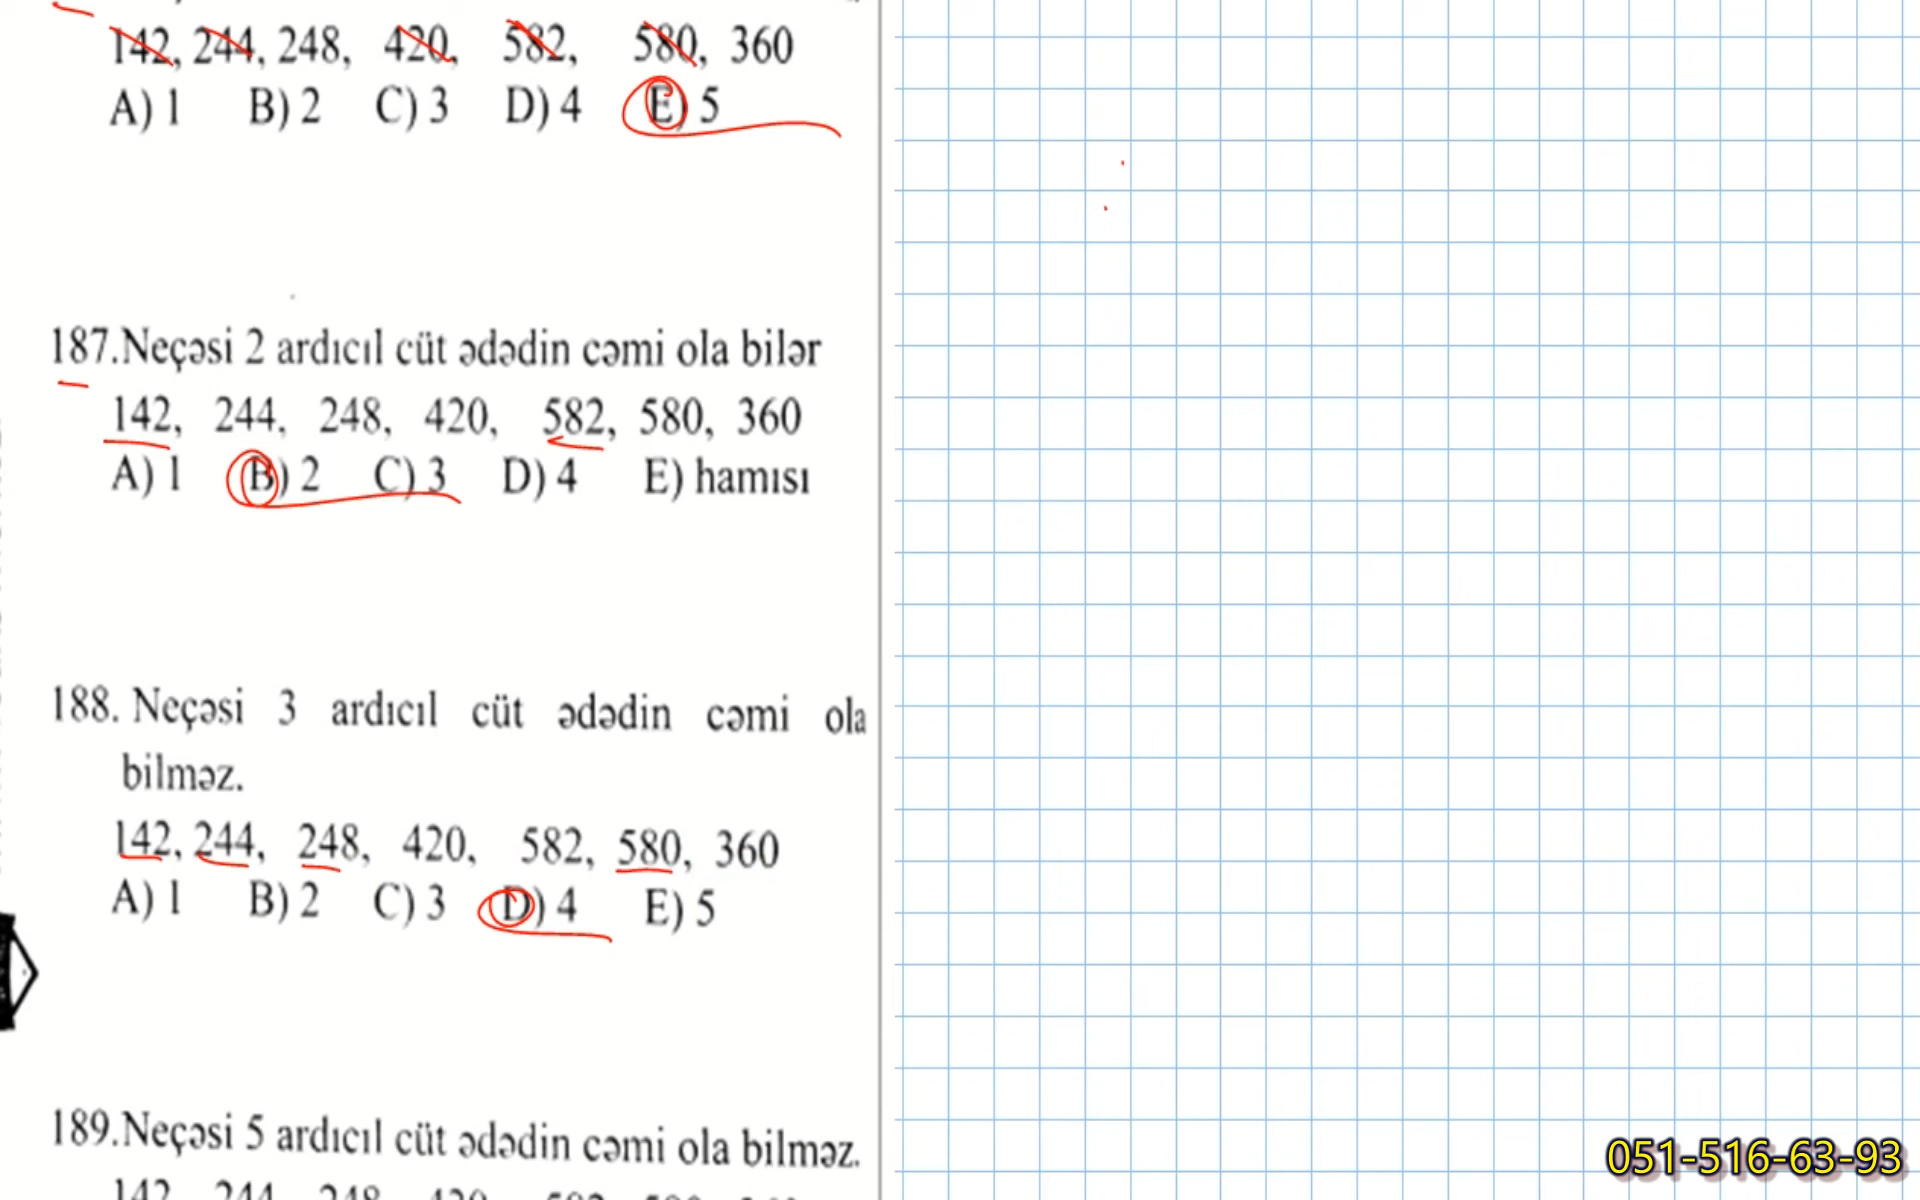 142, 244, 248, 420, 582, 580, 360
A) 1 B) 2 C) 3 D) 4 E) 5
187.Neçəsi 2 ardıcıl cüt ədədin cəmi ola bilər
142, 244, 248, 420, 582, 580, 360
A) 1 B) 2 C) 3 D) 4 E) hamısı
188. Neçəsi 3 ardıcıl cüt ədədin cəmi ola
bilməz.
142, 244, 248, 420, 582, 580, 360
A) 1 B) 2 C) 3 D) 4 E) 5
189.Neçəsi 5 ardıcıl cüt ədədin cəmi ola bilməz.
051-516-63-93